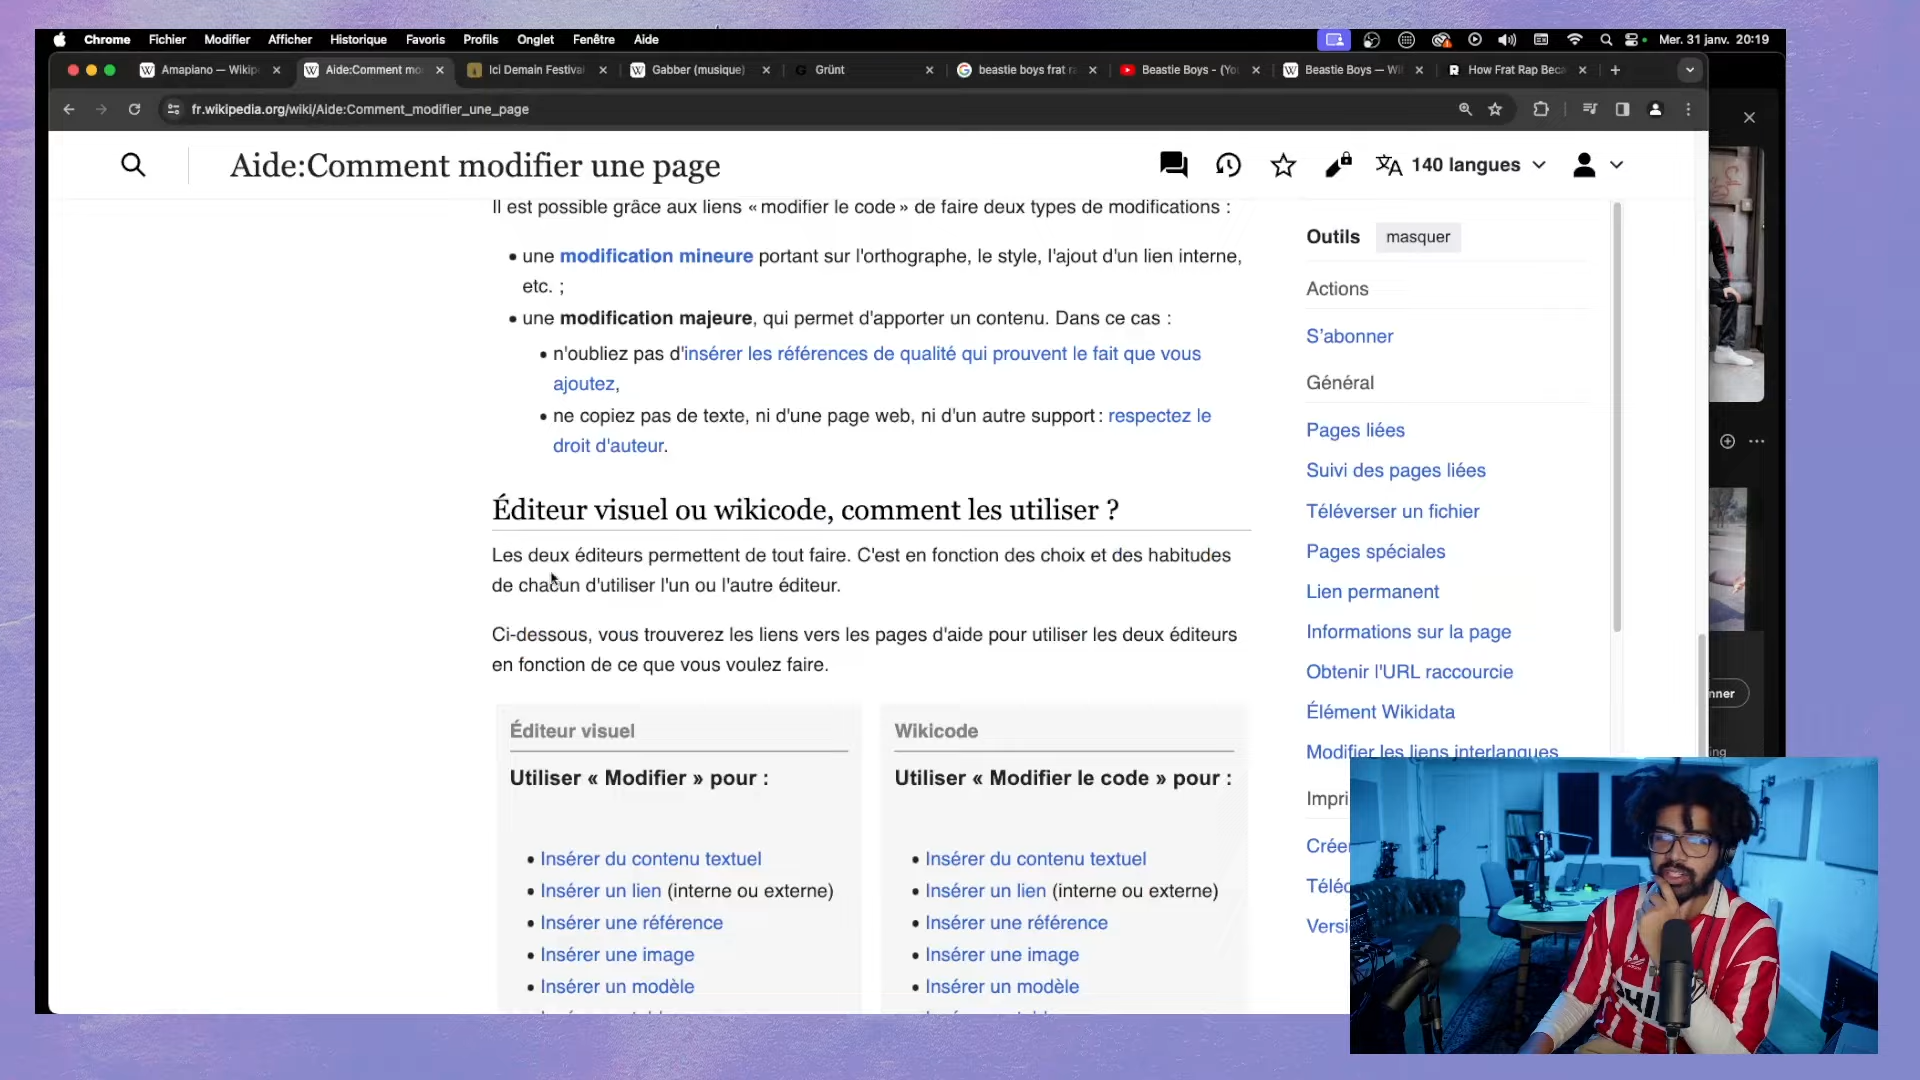 Chrome Fichier Modifier Afficher Historique Favoris Profils Onglet Fenêtre Aide Mer. 31 janv. 20:19
Amapiano — Wikip Aide:Comment mo Ici Demain Festival Gabber (musique) Grünt beastie boys frat ra Beastie Boys - (Yo Beastie Boys — Wi How Frat Rap Beca
fr.wikipedia.org/wiki/Aide:Comment_modifier_une_page
Aide:Comment modifier une page
140 langues
Il est possible grâce aux liens « modifier le code » de faire deux types de modifications :
• une modification mineure portant sur l'orthographe, le style, l'ajout d'un lien interne,
etc. ;
• une modification majeure, qui permet d'apporter un contenu. Dans ce cas :
• n'oubliez pas d'insérer les références de qualité qui prouvent le fait que vous
ajoutez,
• ne copiez pas de texte, ni d'une page web, ni d'un autre support : respectez le
droit d'auteur.
Éditeur visuel ou wikicode, comment les utiliser ?
Les deux éditeurs permettent de tout faire. C'est en fonction des choix et des habitudes
de chacun d'utiliser l'un ou l'autre éditeur.
Ci-dessous, vous trouverez les liens vers les pages d'aide pour utiliser les deux éditeurs
en fonction de ce que vous voulez faire.
Éditeur visuel
Utiliser « Modifier » pour :
• Insérer du contenu textuel
• Insérer un lien (interne ou externe)
• Insérer une référence
• Insérer une image
• Insérer un modèle
Wikicode
Utiliser « Modifier le code » pour :
• Insérer du contenu textuel
• Insérer un lien (interne ou externe)
• Insérer une référence
• Insérer une image
• Insérer un modèle
Outils masquer
Actions
S'abonner
Général
Pages liées
Suivi des pages liées
Téléverser un fichier
Pages spéciales
Lien permanent
Informations sur la page
Obtenir l'URL raccourcie
Élément Wikidata
Modifier les liens interlangues
Impri
Créer
Téléc
Versi
nner
ing
PHI